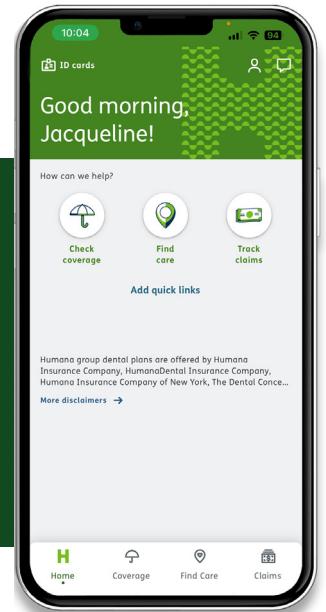 10:04
94
ID cards
Good morning,
Jacqueline!
How can we help?
Check
coverage
Find
care
Track
claims
Add quick links
Humana group dental plans are offered by Humana
Insurance Company, HumanaDental Insurance Company,
Humana Insurance Company of New York, The Dental Conce...
More disclaimers
H
Home
Coverage
Find Care
Claims